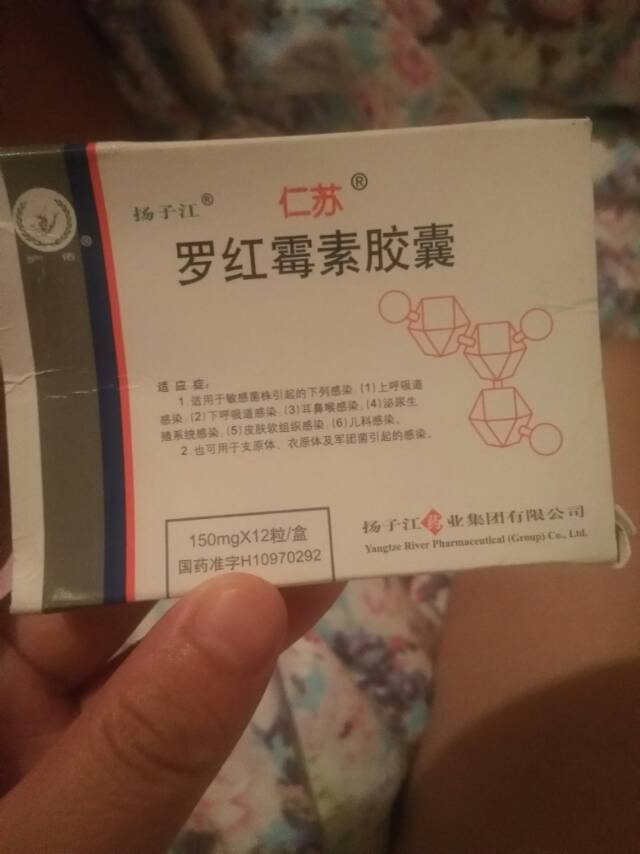 扬子江® 仁苏®
罗红霉素胶囊
护佑®
适应症：
1.适用于敏感菌株引起的下列感染:(1)上呼吸道
感染,(2)下呼吸道感染,(3)耳鼻喉感染,(4)泌尿生
殖系统感染,(5)皮肤软组织感染,(6)儿科感染。
2.也可用于支原体、衣原体及军团菌引起的感染。
150mgX12粒/盒
国药准字H10970292
扬子江药业集团有限公司
Yangtze River Pharmaceutical (Group) Co., Ltd.